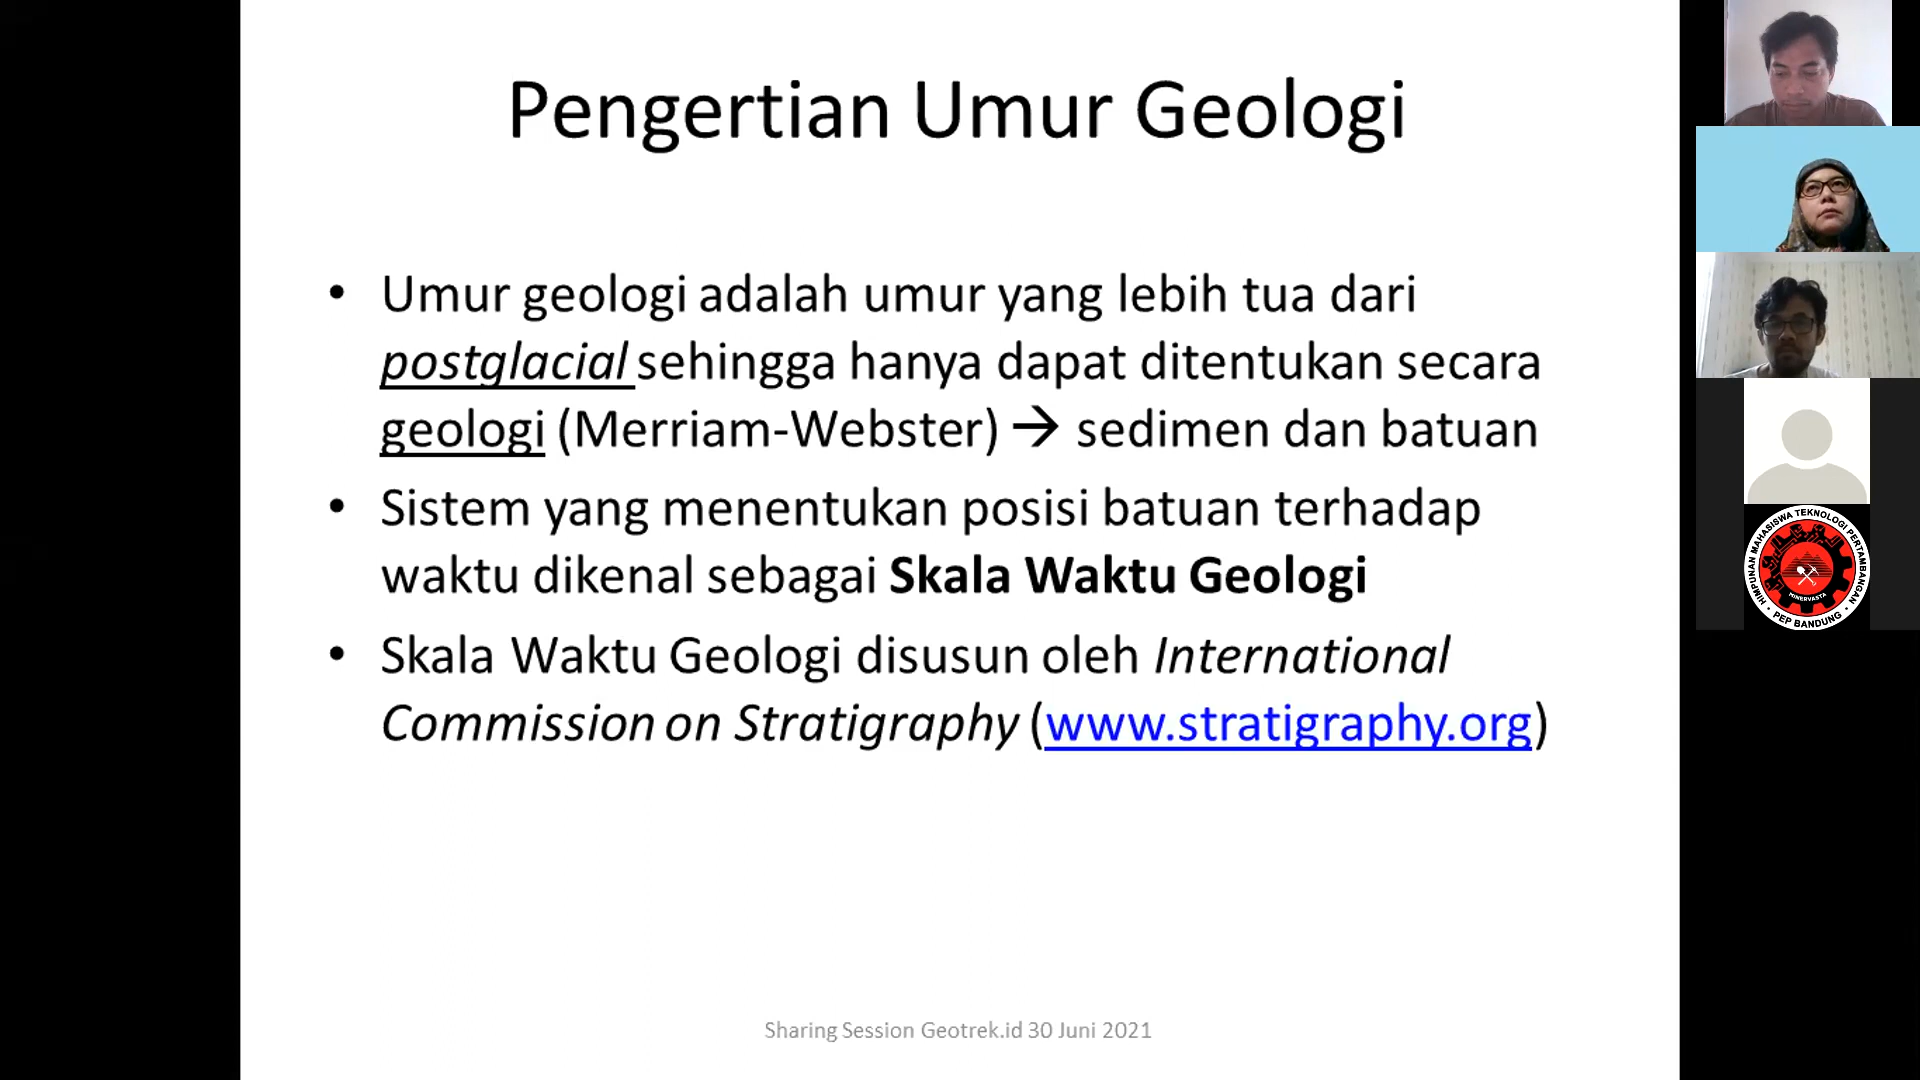 Pengertian Umur Geologi
• Umur geologi adalah umur yang lebih tua dari
postglacial sehingga hanya dapat ditentukan secara
geologi (Merriam-Webster) → sedimen dan batuan
• Sistem yang menentukan posisi batuan terhadap
waktu dikenal sebagai Skala Waktu Geologi
• Skala Waktu Geologi disusun oleh International
Commission on Stratigraphy (www.stratigraphy.org)
Sharing Session Geotrek.id 30 Juni 2021
HIMPUNAN MAHASISWA TEKNOLOGI PERTAMBANGAN
MINERVASTA
PEP BANDUNG